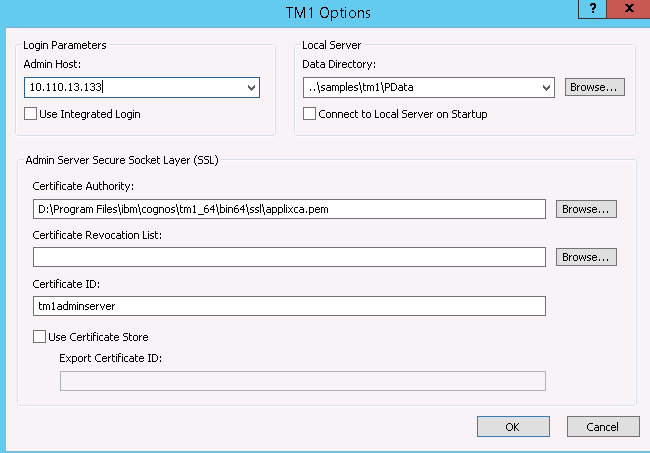 TM1 Options
? X
Login Parameters
Admin Host:
10.110.13.133
Use Integrated Login
Local Server
Data Directory:
..\samples\tm1\PData
Browse...
Connect to Local Server on Startup
Admin Server Secure Socket Layer (SSL)
Certificate Authority:
D:\Program Files\ibm\cognos\tm1_64\bin64\ssl\applixca.pem
Browse...
Certificate Revocation List:
Browse...
Certificate ID:
tm1adminserver
Use Certificate Store
Export Certificate ID:
OK
Cancel